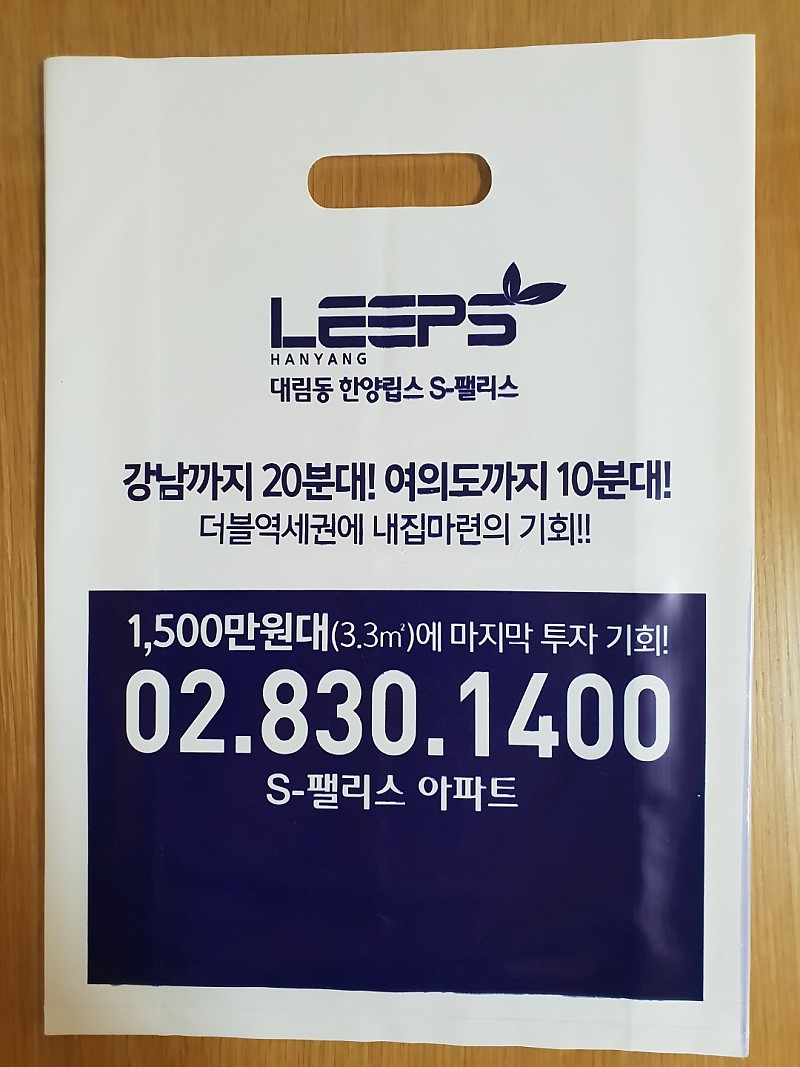 LEEPS
HANYANG
대림동 한양립스 S-팰리스
강남까지 20분대! 여의도까지 10분대!
더블역세권에 내집마련의 기회!!
1,500만원대(3.3㎡)에 마지막 투자 기회!
02.830.1400
S-팰리스 아파트